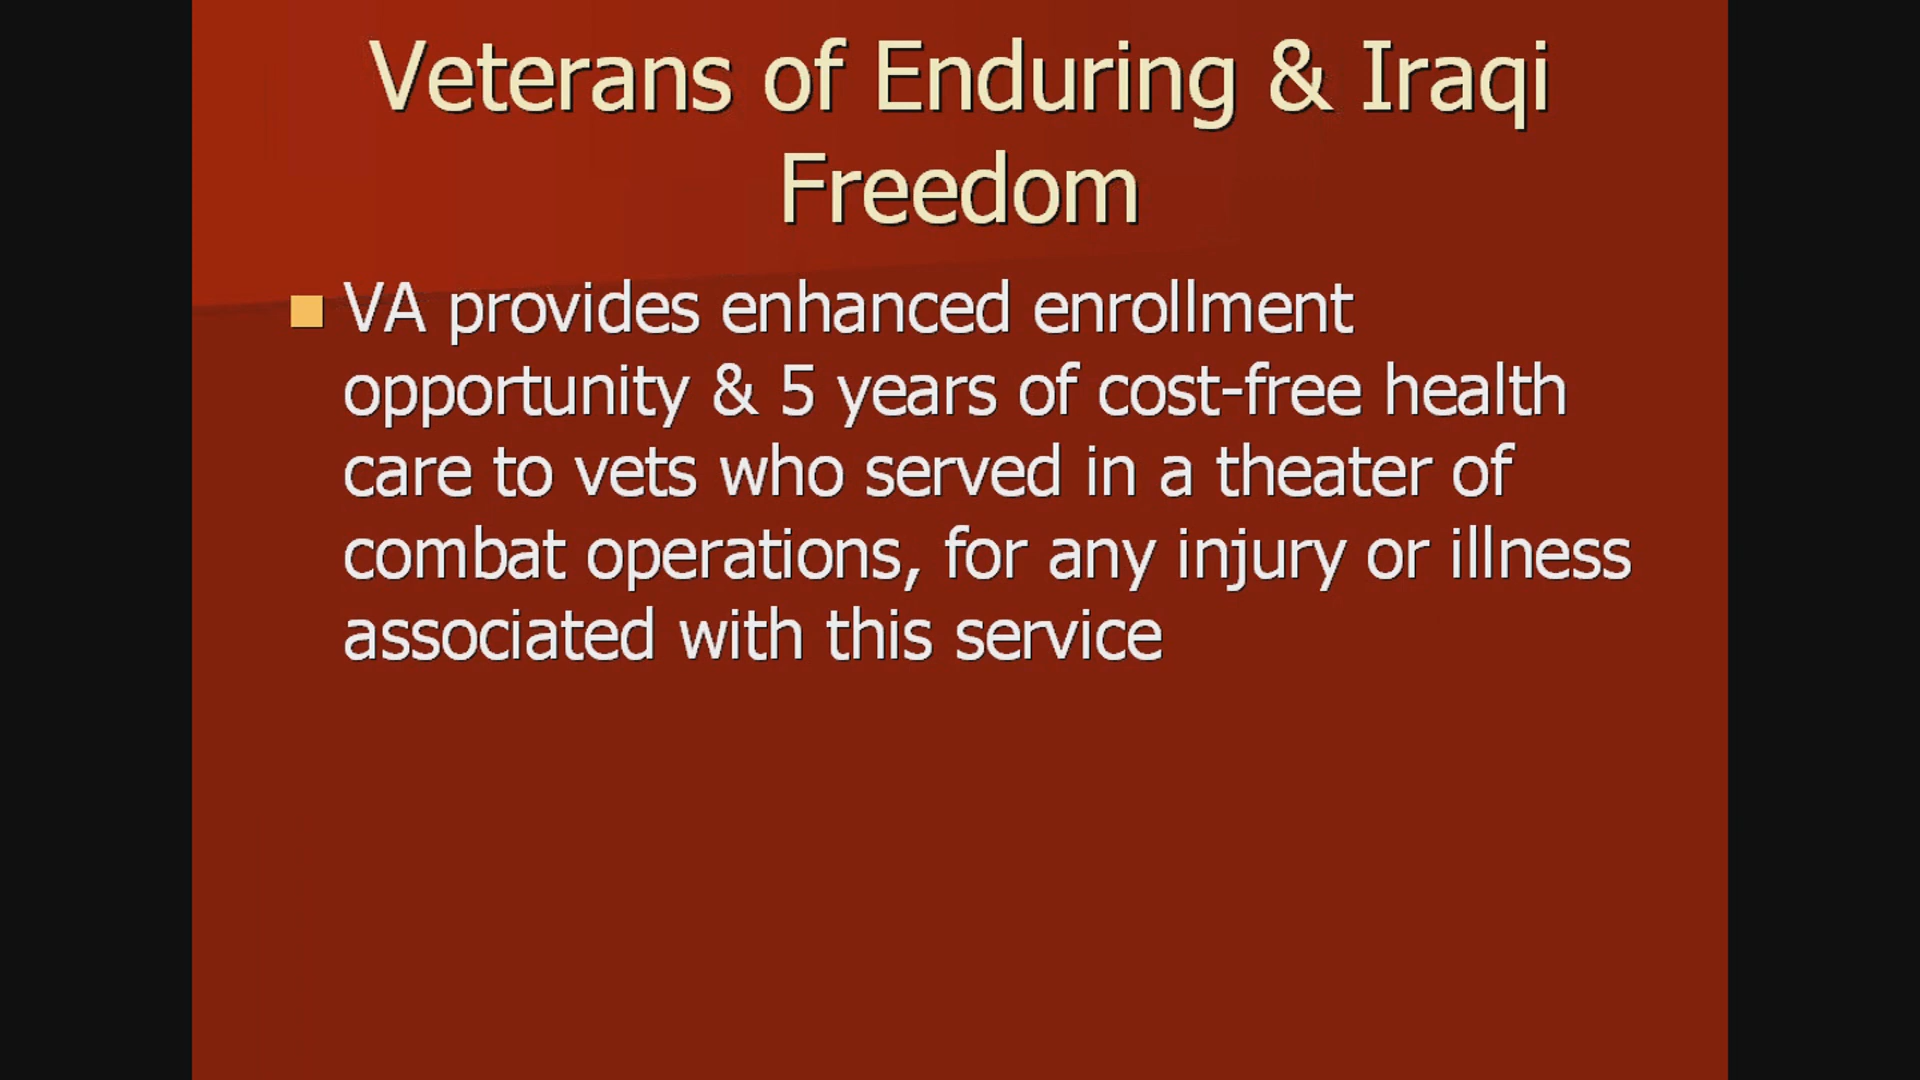 Veterans of Enduring & Iraqi
Freedom
VA provides enhanced enrollment
opportunity & 5 years of cost-free health
care to vets who served in a theater of
combat operations, for any injury or illness
associated with this service